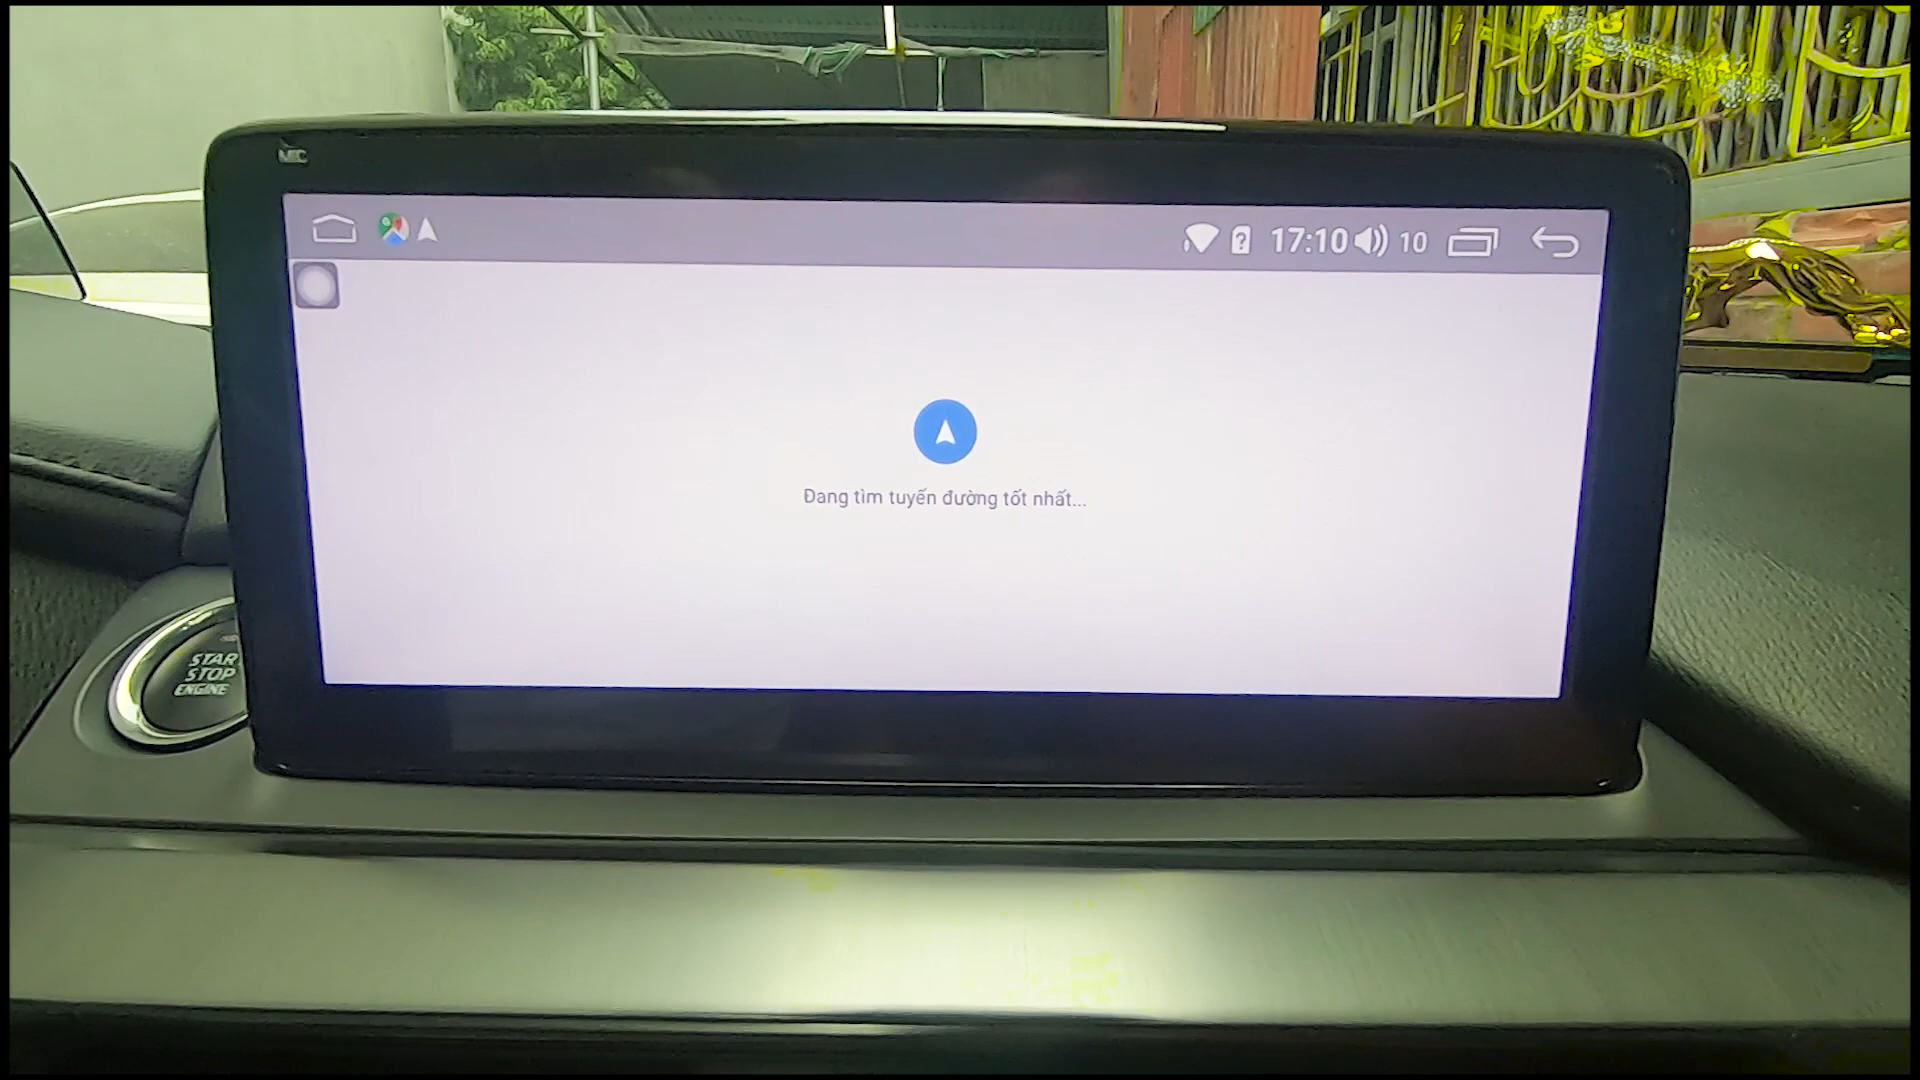 MIC
17:10 10
Đang tìm tuyến đường tốt nhất...
START
STOP
ENGINE